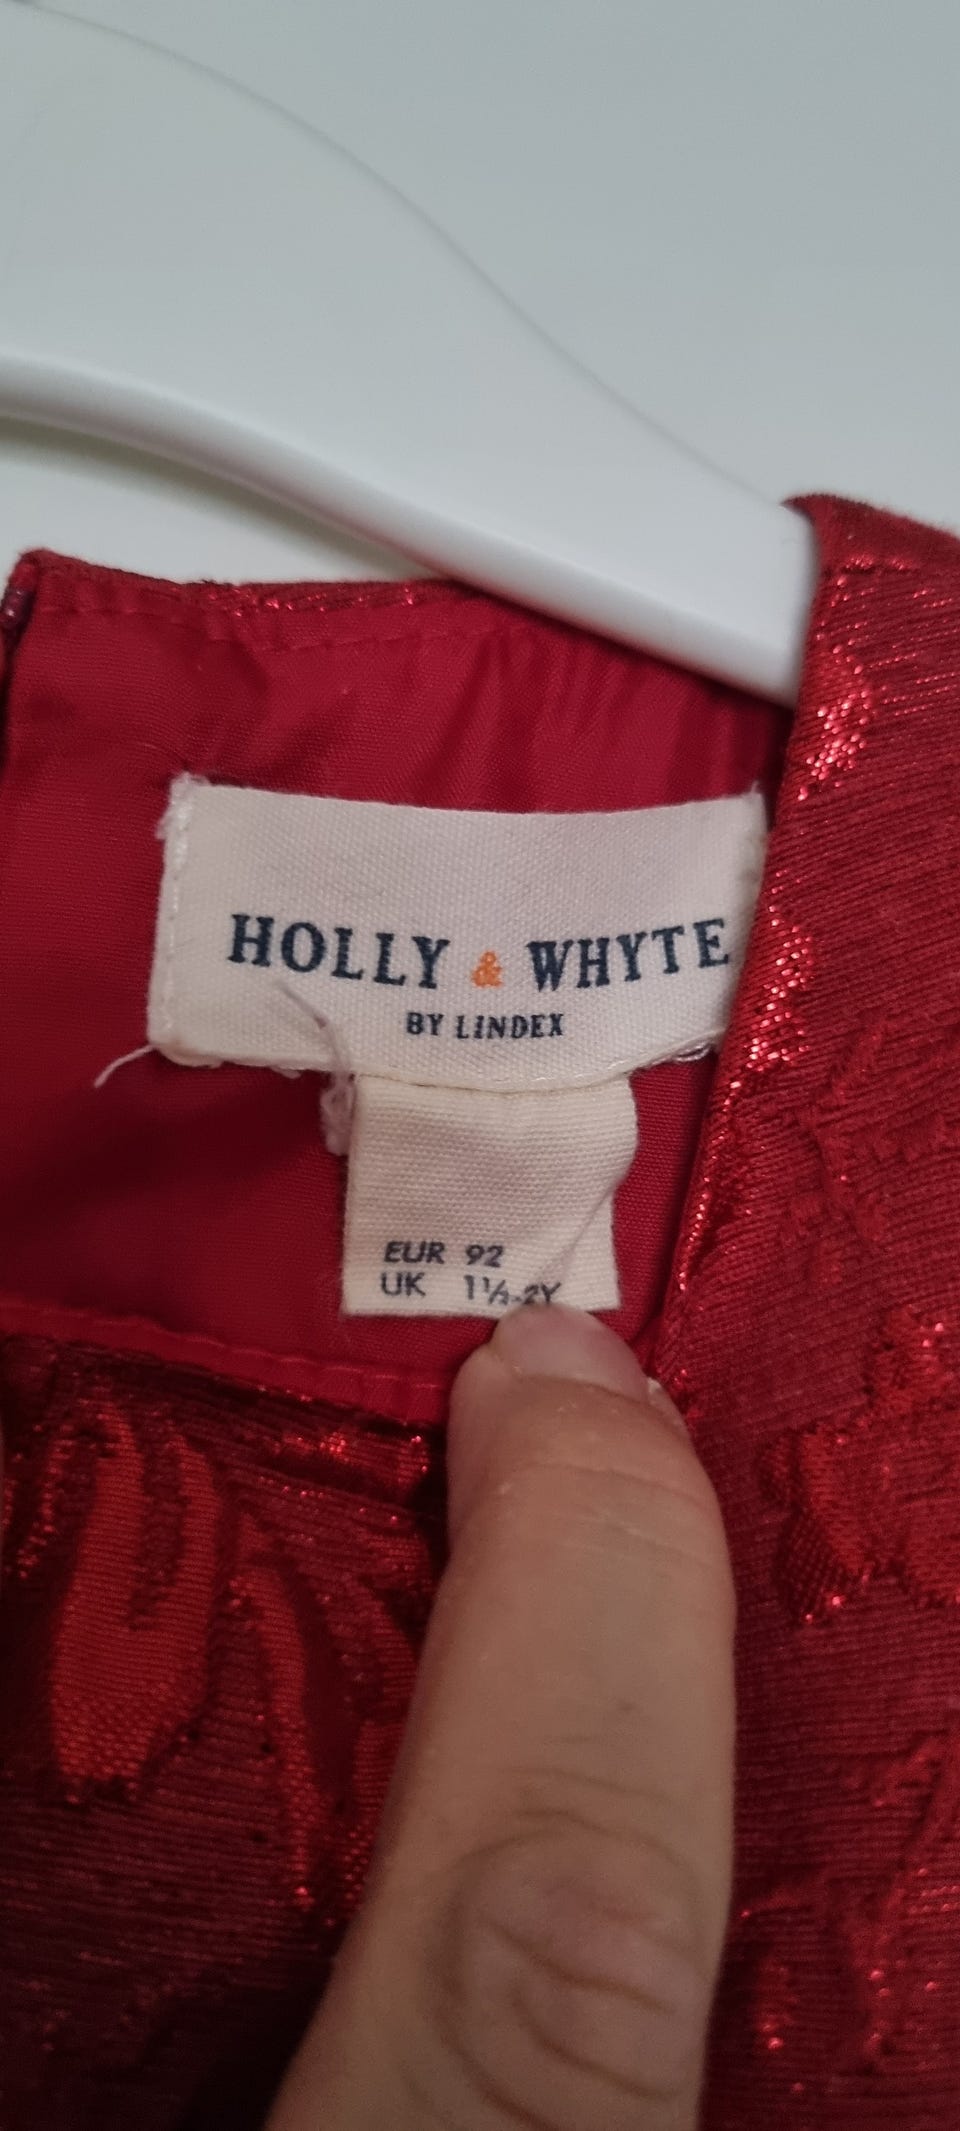 HOLLY & WHYTE
BY LINDEX
EUR 92
UK 1½-2Y